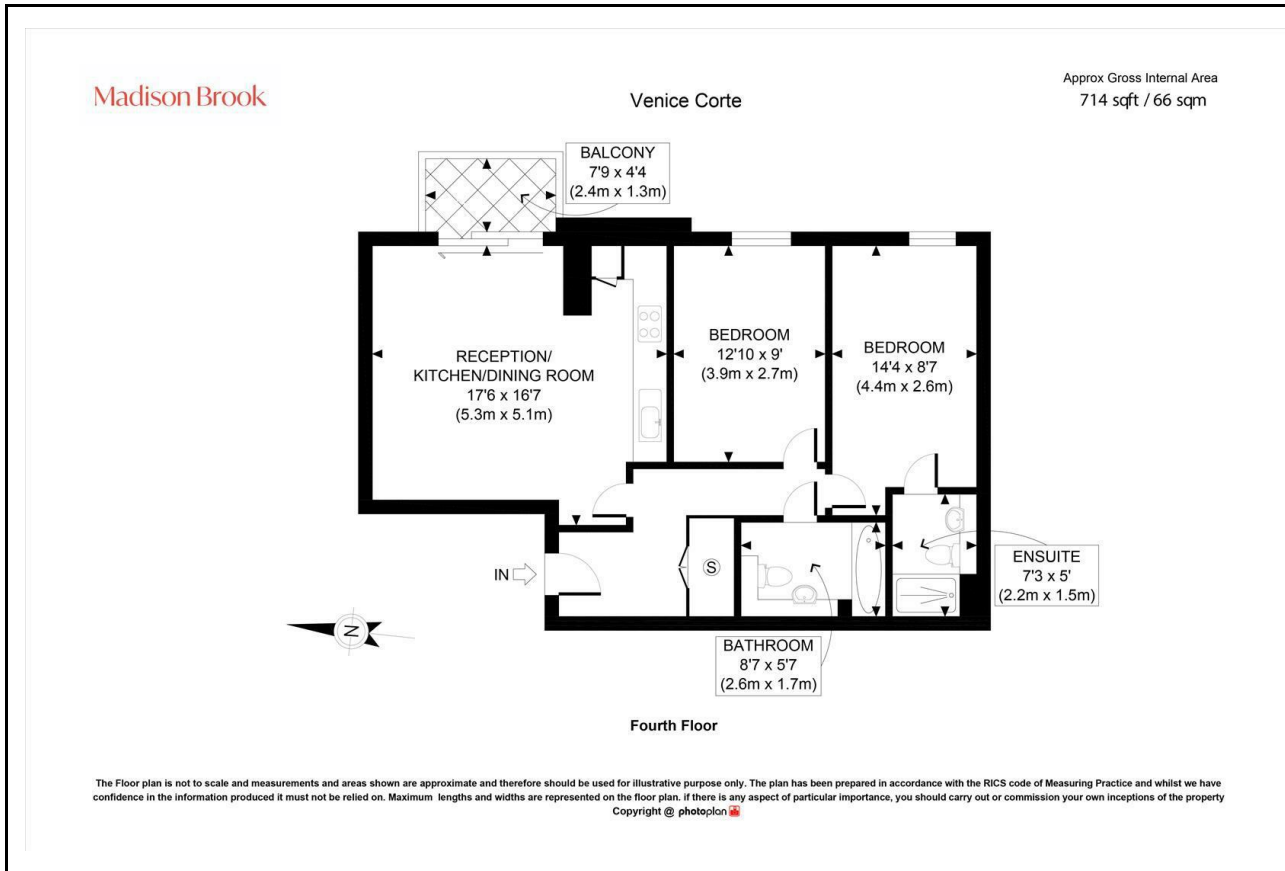 Madison Brook
Venice Corte
Approx Gross Internal Area
714 sqft / 66 sqm
BALCONY
7'9 x 4'4
(2.4m x 1.3m)
RECEPTION/
KITCHEN/DINING ROOM
17'6 x 16'7
(5.3m x 5.1m)
BEDROOM
12'10 x 9'
(3.9m x 2.7m)
BEDROOM
14'4 x 8'7
(4.4m x 2.6m)
IN
S
ENSUITE
7'3 x 5'
(2.2m x 1.5m)
N
BATHROOM
8'7 x 5'7
(2.6m x 1.7m)
Fourth Floor
The Floor plan is not to scale and measurements and areas shown are approximate and therefore should be used for illustrative purpose only. The plan has been prepared in accordance with the RICS code of Measuring Practice and whilst we have
confidence in the information produced it must not be relied on. Maximum lengths and widths are represented on the floor plan. if there is any aspect of particular importance, you should carry out or commission your own inceptions of the property
Copyright @ photoplan